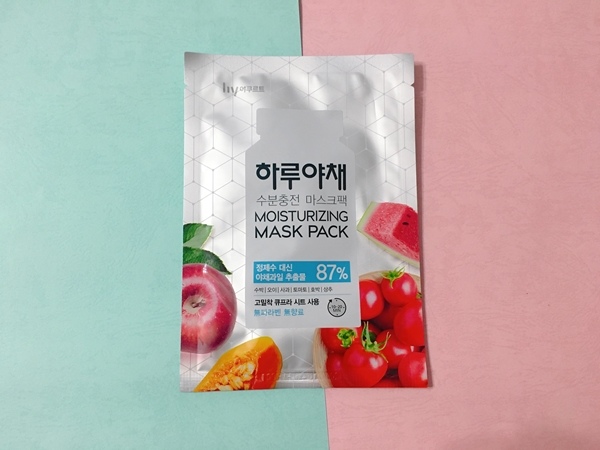 hy 야쿠르트
하루야채
수분충전 마스크팩
MOISTURIZING
MASK PACK
정제수 대신
야채과일 추출물 87%
수박 | 오이 | 사과 | 토마토 | 호박 | 상추
고밀착 큐프라 시트 사용
無파라벤 無향료